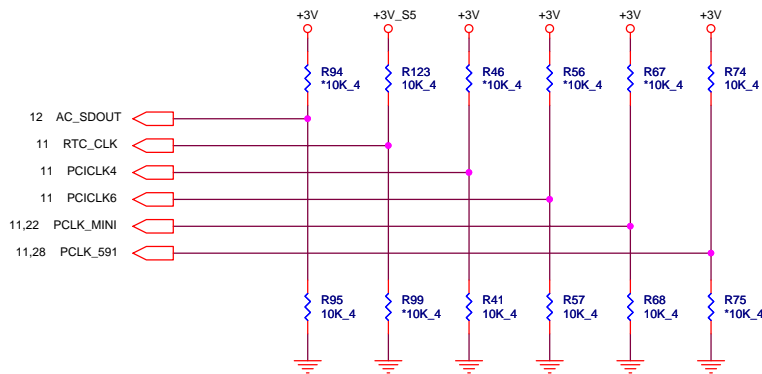 +3V +3V_S5 +3V +3V +3V +3V
R94 R123 R46 R56 R67 R74
*10K_4 10K_4 *10K_4 *10K_4 *10K_4 10K_4
12 AC_SDOUT
11 RTC_CLK
11 PCICLK4
11 PCICLK6
11,22 PCLK_MINI
11,28 PCLK_591
R95 R99 R41 R57 R68 R75
10K_4 *10K_4 10K_4 10K_4 10K_4 *10K_4